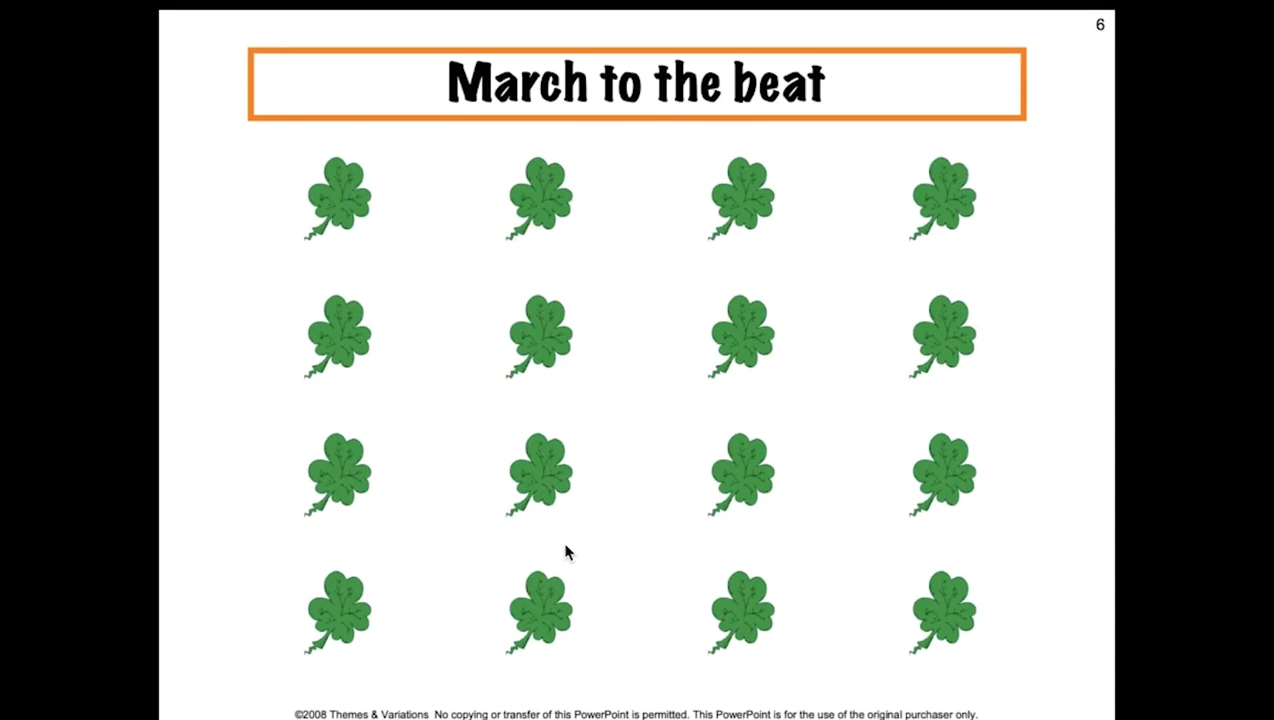 6
March to the beat
©2008 Themes & Variations  No copying or transfer of this PowerPoint is permitted. This PowerPoint is for the use of the original purchaser only.